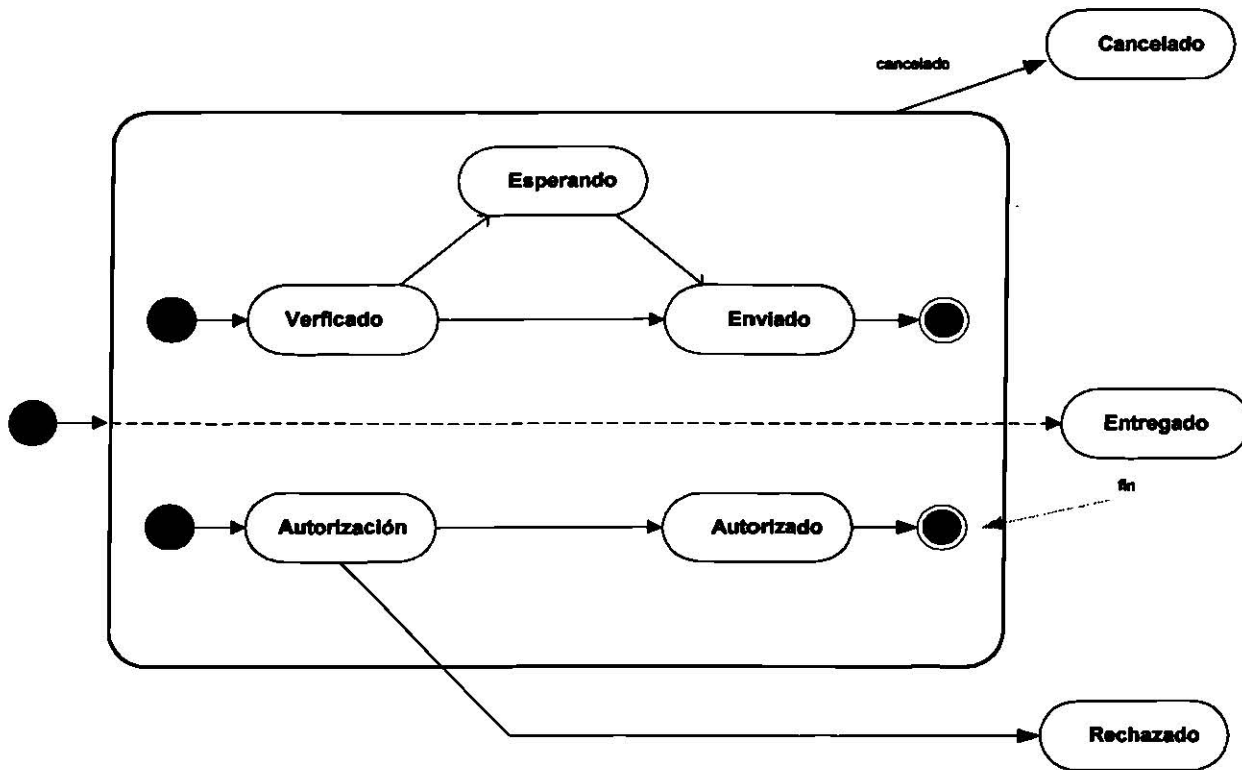 Cancelado
cancelado
Esperando
Verficado
Enviado
Entregado
fin
Autorización
Autorizado
Rechazado